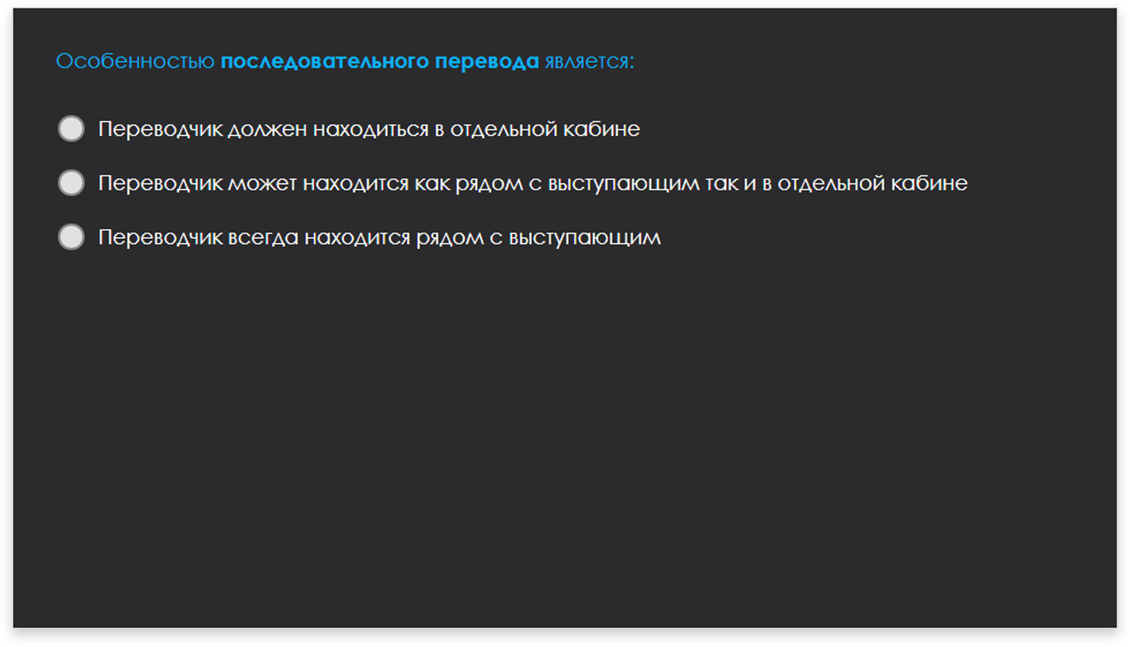 Особенностью последовательного перевода является:
Переводчик должен находиться в отдельной кабине
Переводчик может находится как рядом с выступающим так и в отдельной кабине
Переводчик всегда находится рядом с выступающим